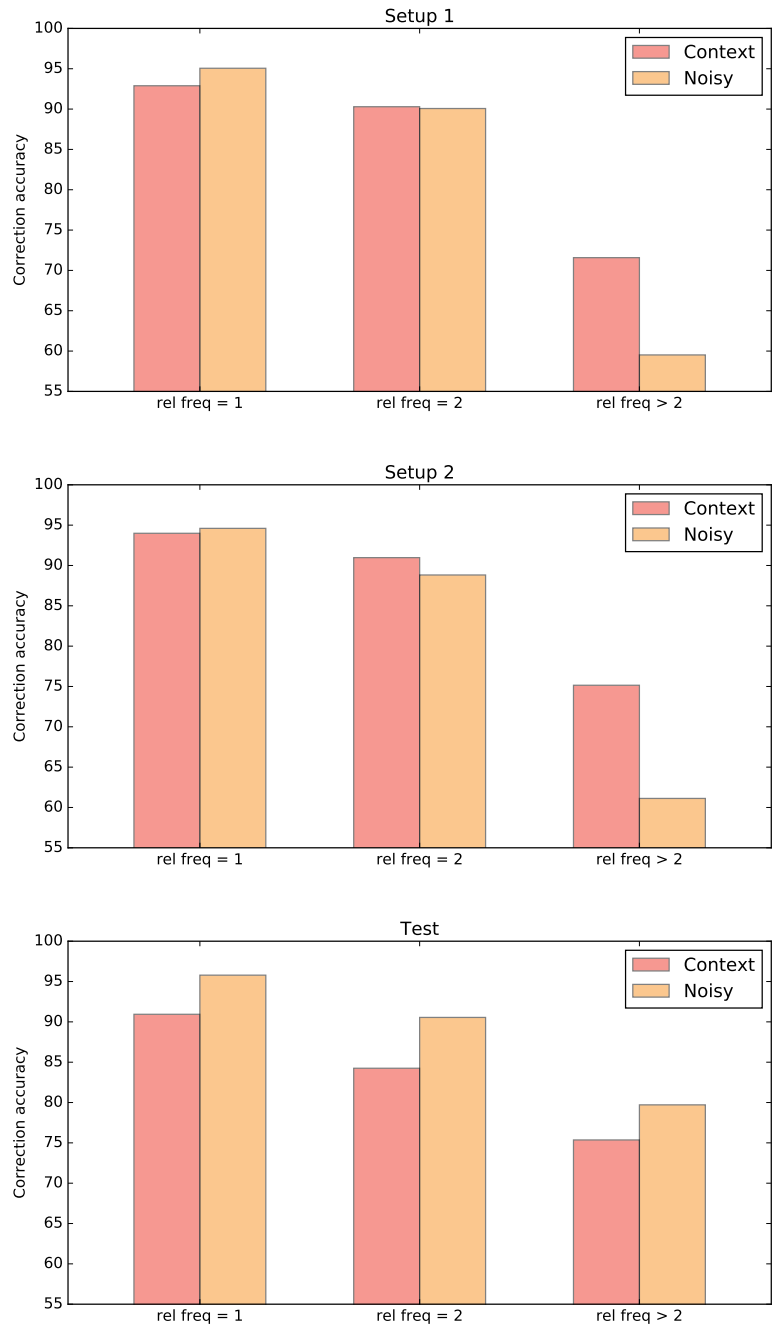 Setup 1
100
95
90
85
80
75
70
65
60
55
Correction accuracy
Context
Noisy
rel freq = 1
rel freq = 2
rel freq > 2
Setup 2
100
95
90
85
80
75
70
65
60
55
Correction accuracy
Context
Noisy
rel freq = 1
rel freq = 2
rel freq > 2
Test
100
95
90
85
80
75
70
65
60
55
Correction accuracy
Context
Noisy
rel freq = 1
rel freq = 2
rel freq > 2